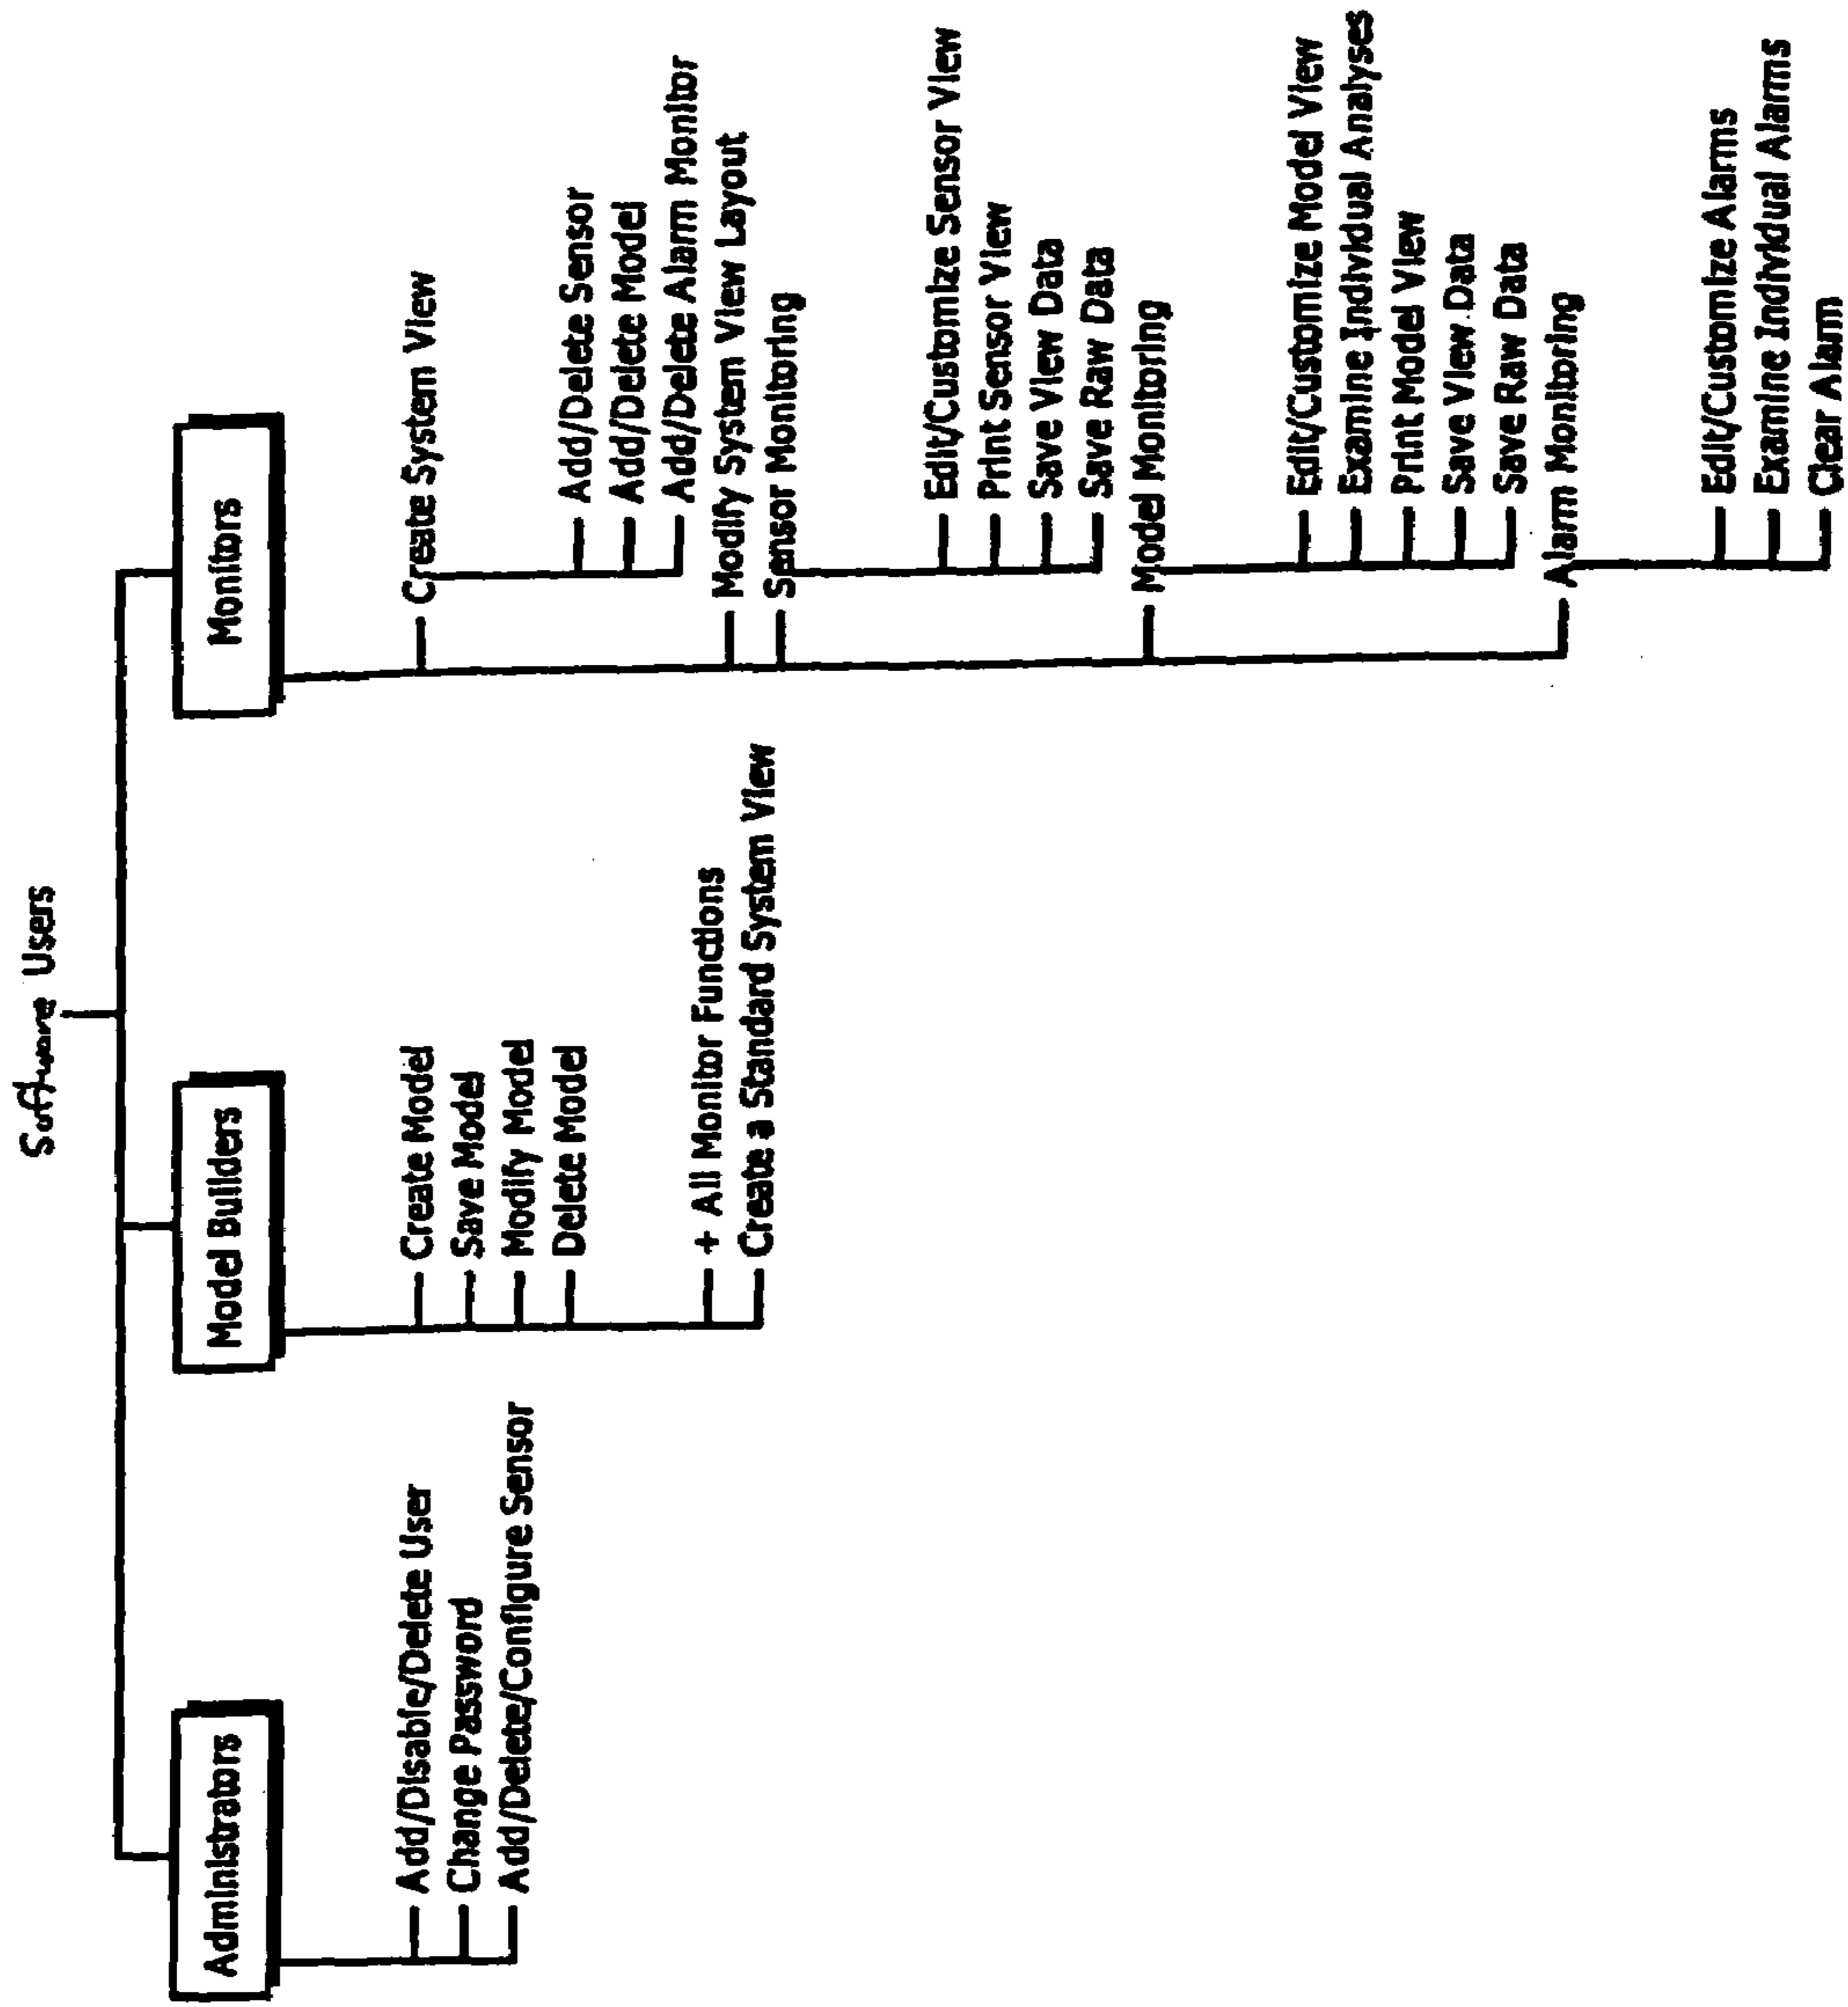 Software Users
Administrators
Add/Disable/Delete User
Change Password
Add/Delete/Configure Sensor
Model Builders
Create Model
Save Model
Modify Model
Delete Model
+ All Monitor Functions
Create a Standard System View
Monitors
Create System View
Add/Delete Sensor
Add/Delete Model
Add/Delete Alarm Monitor
Modify System View Layout
Sensor Monitoring
Edit/Customize Sensor View
Print Sensor View
Save View Data
Save Raw Data
Model Monitoring
Edit/Customize Model View
Examine Individual Analyses
Print Model View
Save View Data
Save Raw Data
Alarm Monitoring
Edit/Customize Alarms
Examine Individual Alarms
Clear Alarm